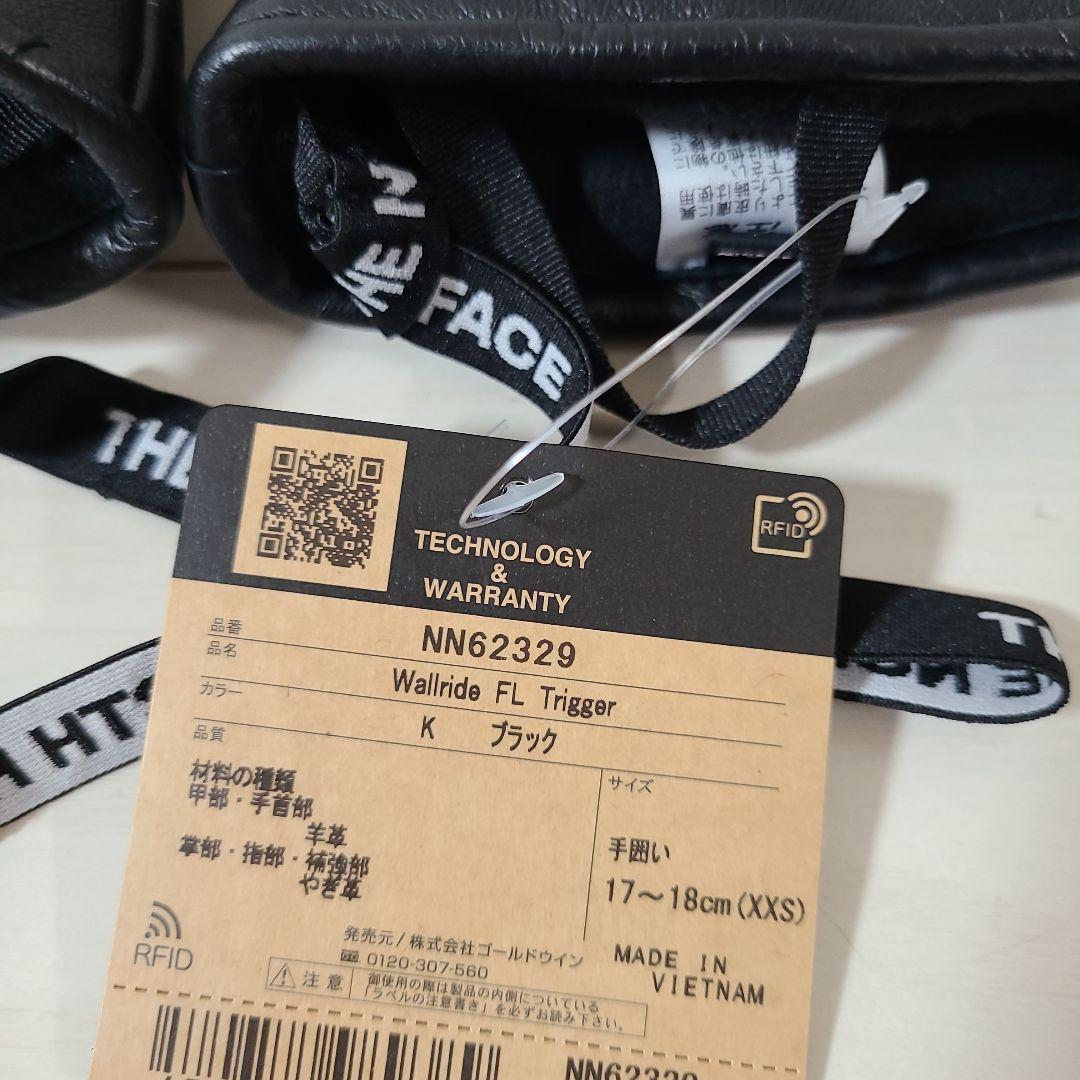 THE N
FACE
THE
TH
RFID
TECHNOLOGY
&
WARRANTY
品番 NN62329
品名 Wallride FL Trigger
カラー K ブラック
品質
材料の種類
甲部・手首部
羊革
掌部・指部・補強部
やぎ革
サイズ
手囲い
17～18cm(XXS)
MADE IN
VIETNAM
RFID
発売元/株式会社ゴールドウイン
0120-307-560
注意
御使用の際は製品の内側についている
「ラベルの注意書き」を必ずお読み下さい。
NN62329